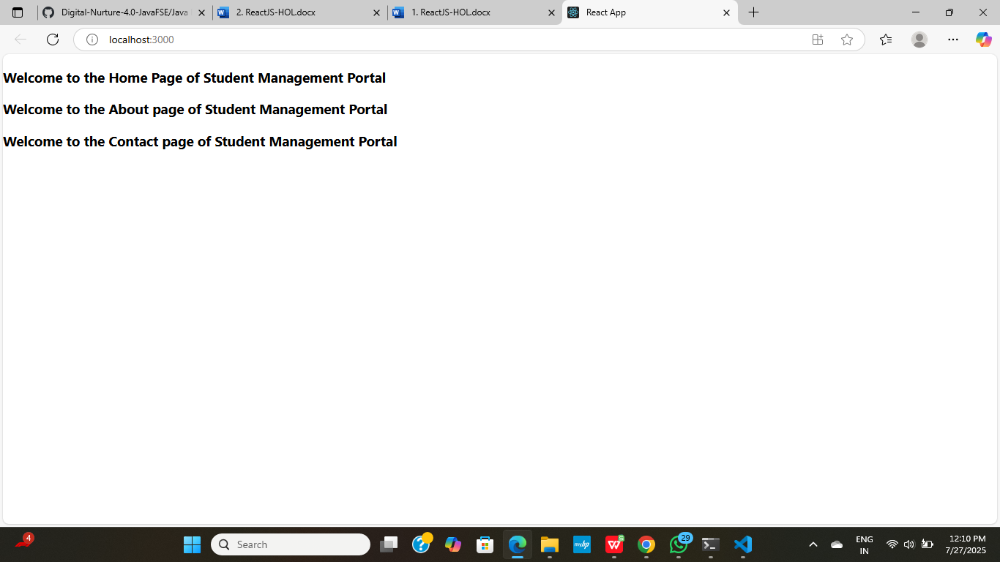 Digital-Nurture-4.0-JavaFSE/Java
2. ReactJS-HOL.docx
1. ReactJS-HOL.docx
React App
localhost:3000
Welcome to the Home Page of Student Management Portal
Welcome to the About page of Student Management Portal
Welcome to the Contact page of Student Management Portal
4
Search
myhp
W
S
29
ENG
IN
12:10 PM
7/27/2025